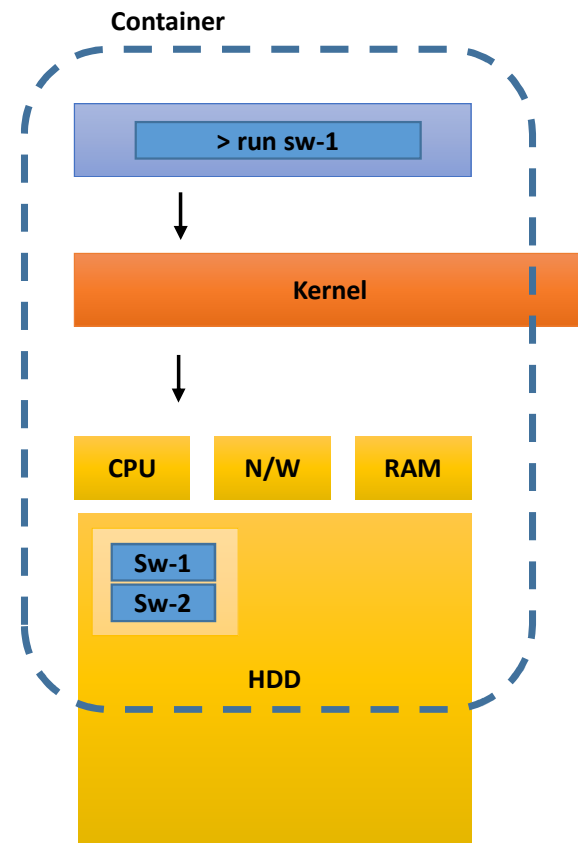 Container
> run sw-1
Kernel
CPU
N/W
RAM
Sw-1
Sw-2
HDD